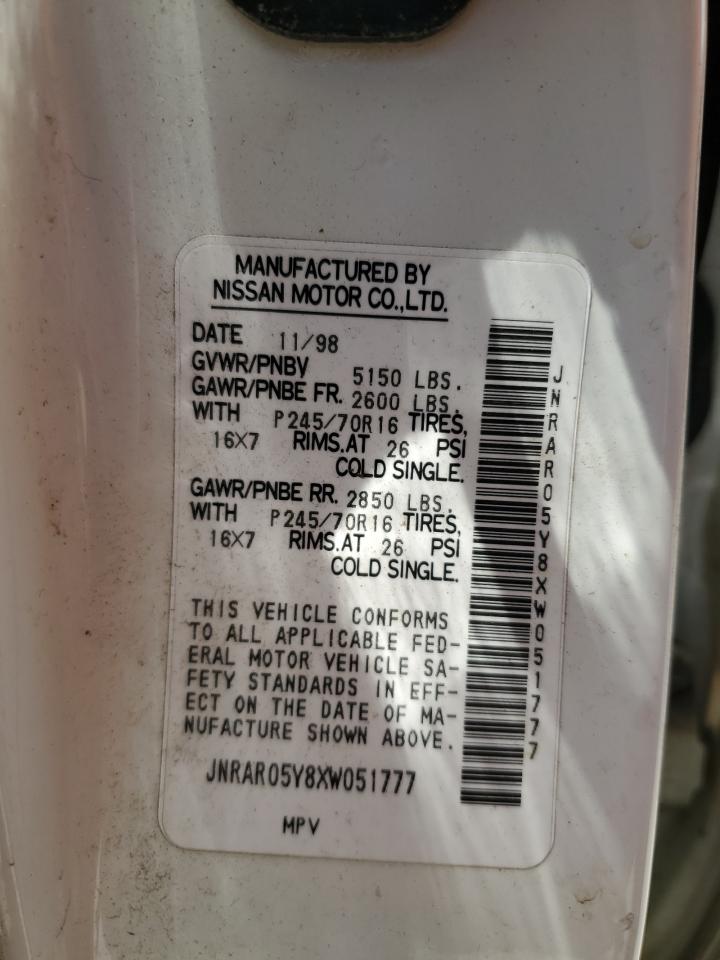 MANUFACTURED BY
NISSAN MOTOR CO.,LTD.
DATE 11/98
GVWR/PNBV 5150 LBS.
GAWR/PNBE FR. 2600 LBS.
WITH P245/70R16 TIRES,
16X7 RIMS.AT 26 PSI
COLD SINGLE.
GAWR/PNBE RR. 2850 LBS.
WITH P245/70R16 TIRES,
16X7 RIMS.AT 26 PSI
COLD SINGLE.
THIS VEHICLE CONFORMS
TO ALL APPLICABLE FED-
ERAL MOTOR VEHICLE SA-
FETY STANDARDS IN EFF-
ECT ON THE DATE OF MA-
NUFACTURE SHOWN ABOVE.
JNRAR05Y8XW051777
MPV
JNRAR05Y8XW051777